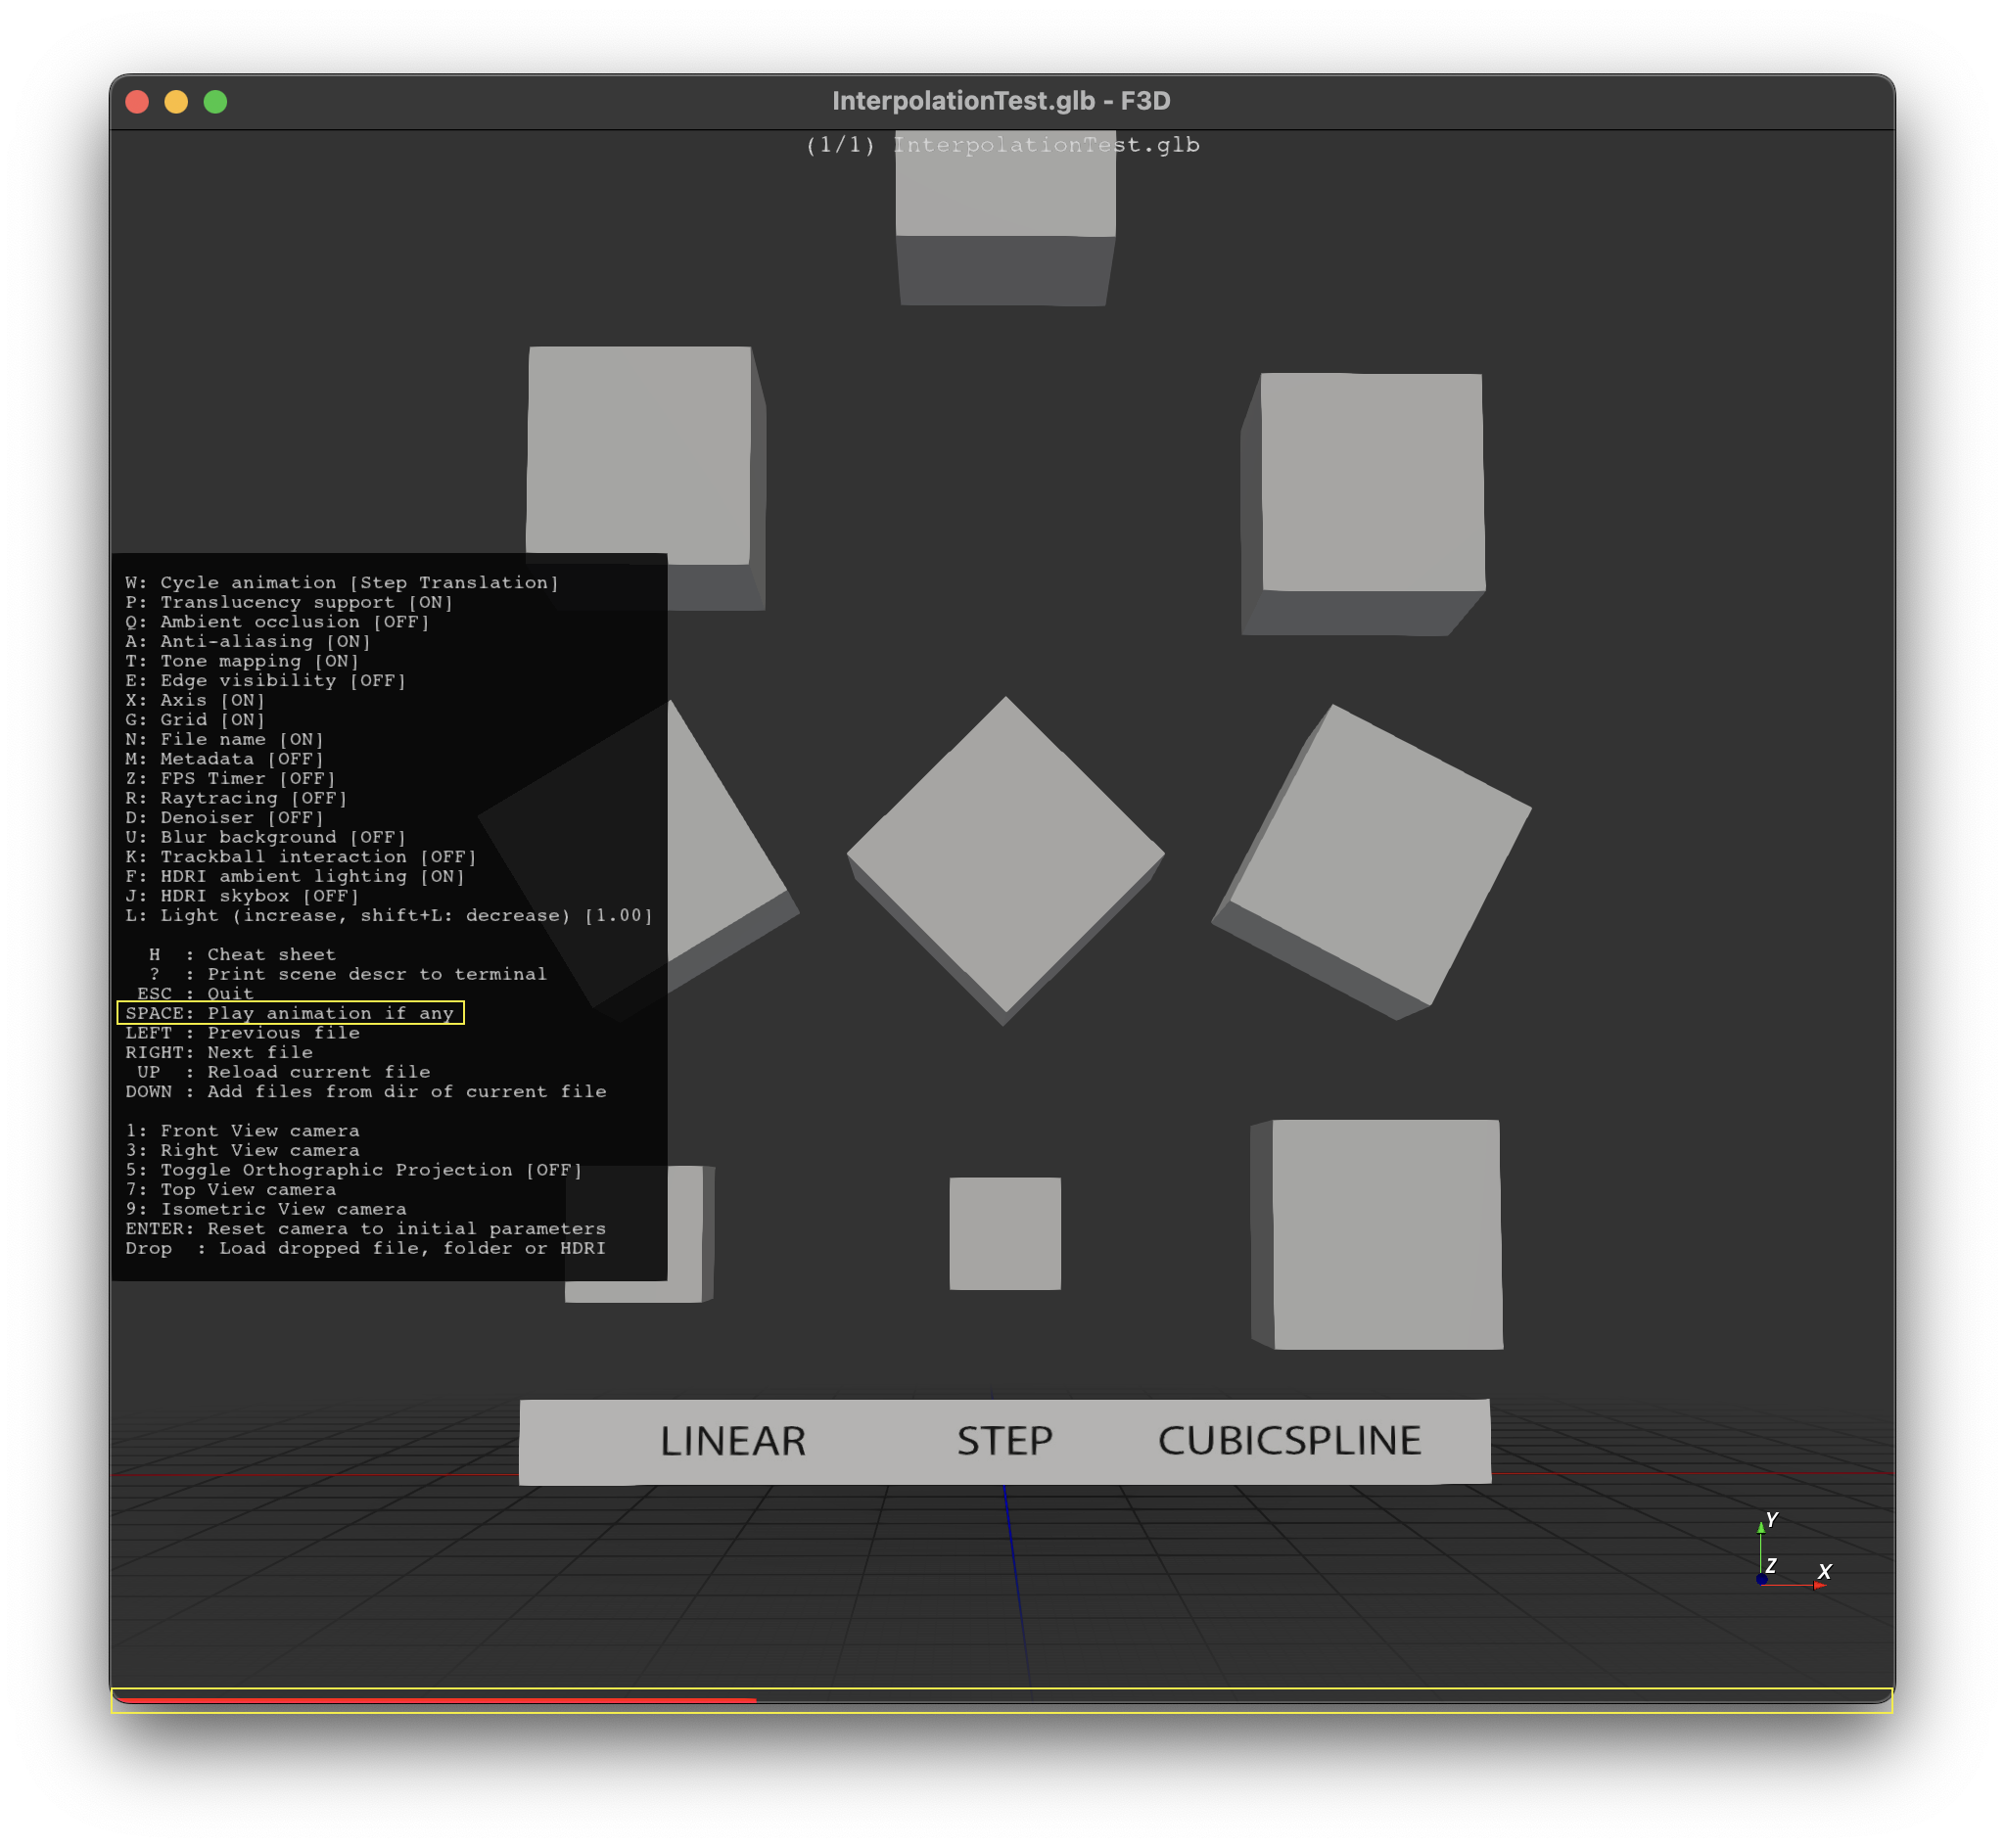 InterpolationTest.glb - F3D
(1/1) InterpolationTest.glb
W: Cycle animation [Step Translation]
P: Translucency support [ON]
Q: Ambient occlusion [OFF]
A: Anti-aliasing [ON]
T: Tone mapping [ON]
E: Edge visibility [OFF]
X: Axis [ON]
G: Grid [ON]
N: File name [ON]
M: Metadata [OFF]
Z: FPS Timer [OFF]
R: Raytracing [OFF]
D: Denoiser [OFF]
U: Blur background [OFF]
K: Trackball interaction [OFF]
F: HDRI ambient lighting [ON]
J: HDRI skybox [OFF]
L: Light (increase, shift+L: decrease) [1.00]
H : Cheat sheet
? : Print scene descr to terminal
ESC : Quit
SPACE: Play animation if any
LEFT : Previous file
RIGHT: Next file
UP : Reload current file
DOWN : Add files from dir of current file
1: Front View camera
3: Right View camera
5: Toggle Orthographic Projection [OFF]
7: Top View camera
9: Isometric View camera
ENTER: Reset camera to initial parameters
Drop : Load dropped file, folder or HDRI
LINEAR STEP CUBICSPLINE
Y
Z X